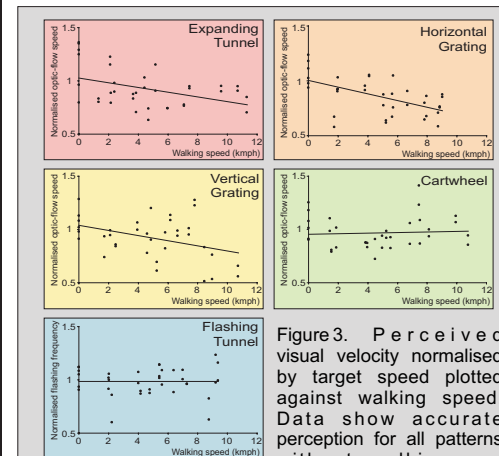 Expanding
Tunnel
Normalised optic-flow speed
1.5
1
0.5
0 2 4 6 8 10 12
Walking speed (kmph)
Horizontal
Grating
Normalised optic-flow speed
1.5
1
0.5
0 2 4 6 8 10 12
Walking speed (kmph)
Vertical
Grating
Normalised optic-flow speed
1.5
1
0.5
0 2 4 6 8 10 12
Walking speed (kmph)
Cartwheel
Normalised optic-flow speed
1.5
1
0.5
0 2 4 6 8 10 12
Walking speed (kmph)
Flashing
Tunnel
Normalised flashing frequency
1.5
1
0.5
0 2 4 6 8 10 12
Walking speed (kmph)
Figure 3. Perceived
visual velocity normalised
by target speed plotted
against walking speed
Data show accurate
perception for all patterns